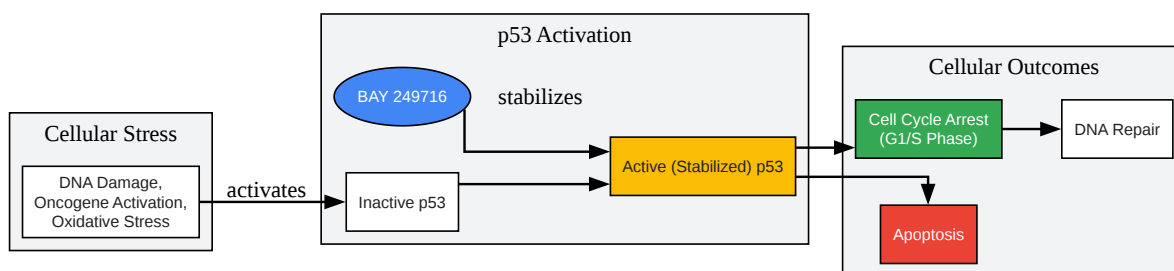 Cellular Stress
DNA Damage,
Oncogene Activation,
Oxidative Stress
activates
p53 Activation
BAY 249716
stabilizes
Inactive p53
Active (Stabilized) p53
Cellular Outcomes
Cell Cycle Arrest
(G1/S Phase)
DNA Repair
Apoptosis